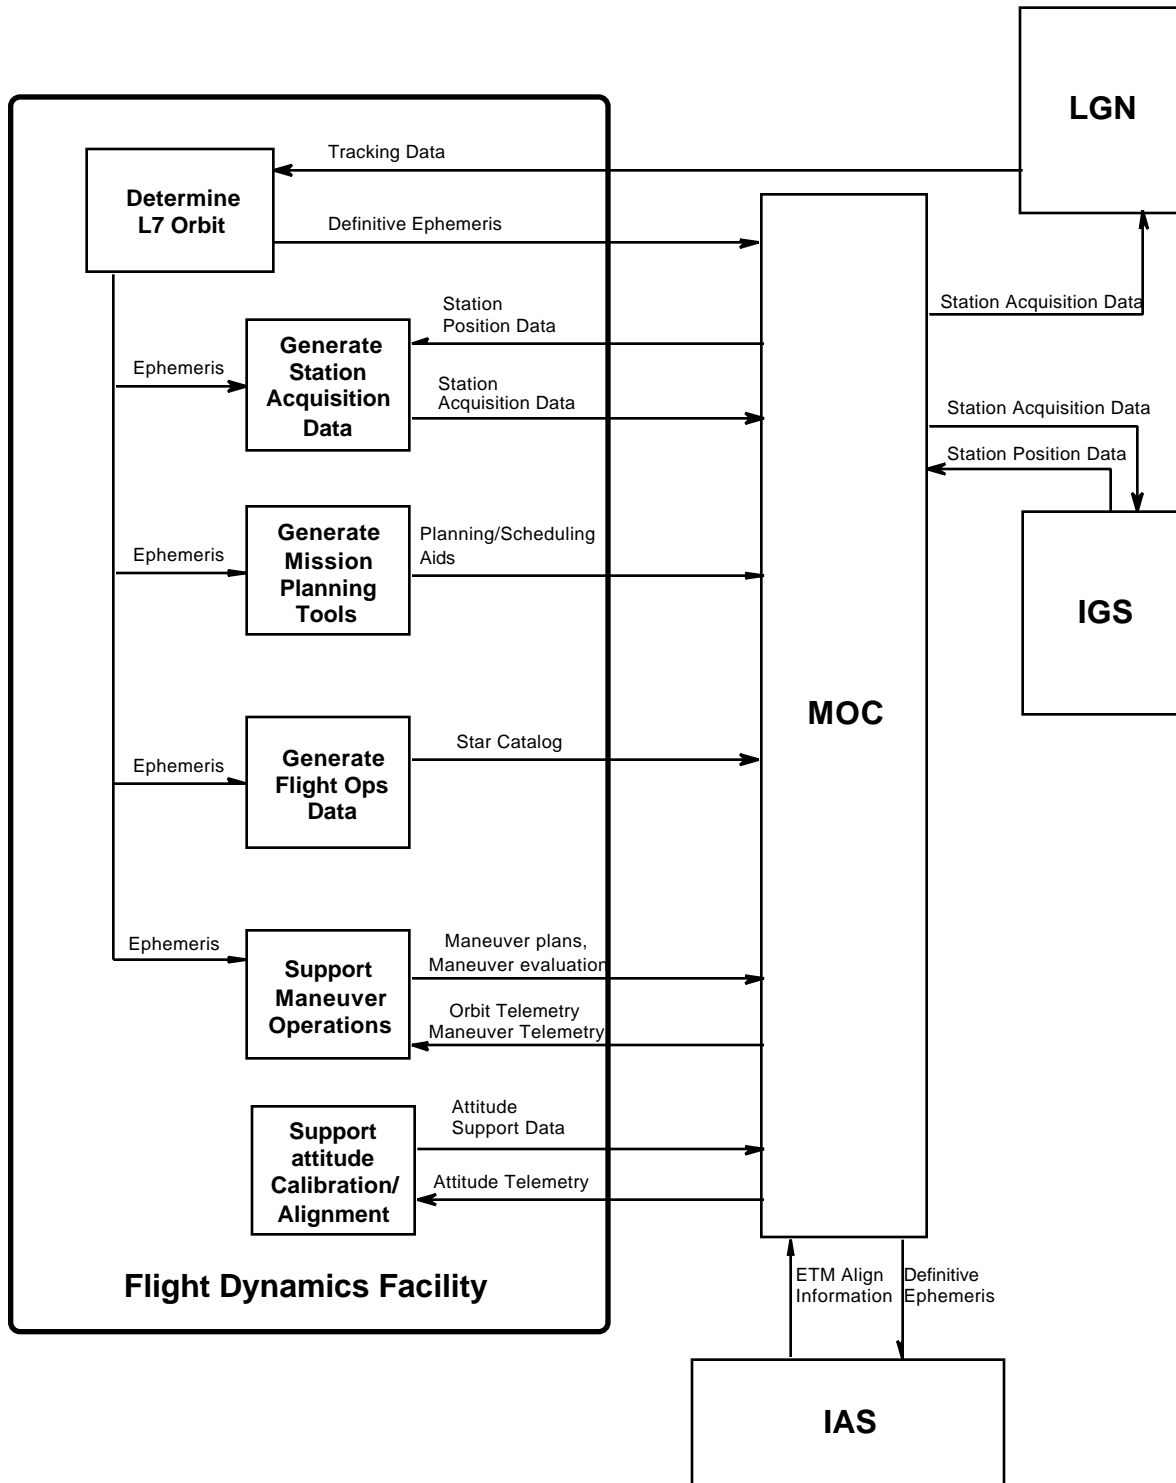 LGN
Tracking Data
Determine
L7 Orbit
Definitive Ephemeris
Station
Position Data
Station Acquisition Data
Generate
Station
Acquisition
Data
Ephemeris
Station
Acquisition Data
Station Acquisition Data
Station Position Data
Generate
Mission
Planning
Tools
Ephemeris
Planning/Scheduling
Aids
IGS
MOC
Star Catalog
Generate
Flight Ops
Data
Ephemeris
Ephemeris
Maneuver plans,
Maneuver evaluation
Support
Maneuver
Operations
Orbit Telemetry
Maneuver Telemetry
Attitude
Support Data
Support
attitude
Calibration/
Alignment
Attitude Telemetry
Flight Dynamics Facility
ETM Align
Information
Definitive
Ephemeris
IAS